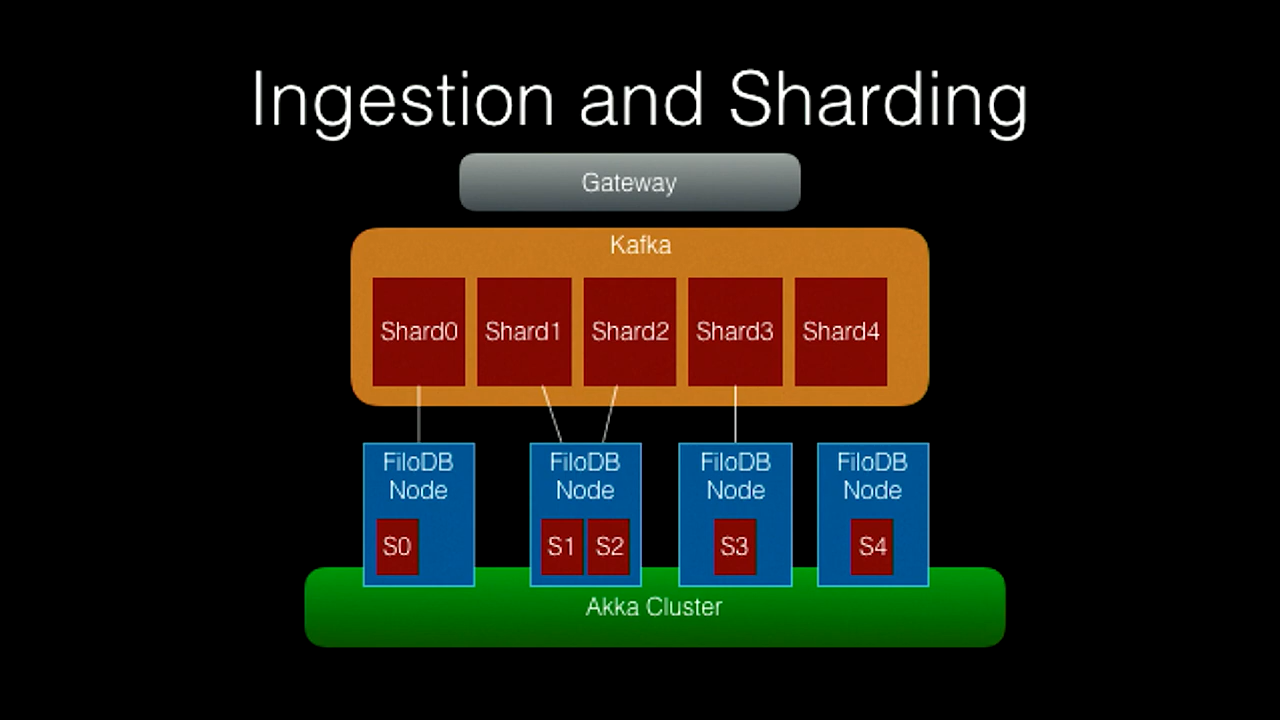 Ingestion and Sharding
Gateway
Kafka
Shard0
Shard1
Shard2
Shard3
Shard4
FiloDB
Node
S0
FiloDB
Node
S1
S2
FiloDB
Node
S3
FiloDB
Node
S4
Akka Cluster